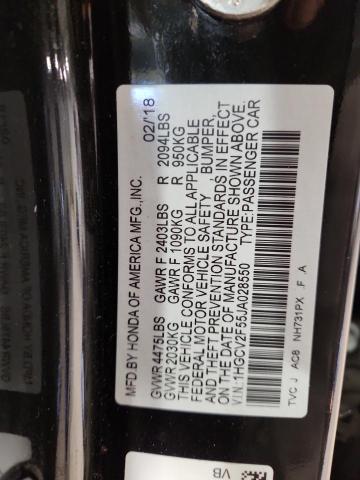 MFD BY HONDA OF AMERICA MFG.,INC. 02/'18
GVWR 4475LBS GAWR F 2403LBS R 2094LBS
GVWR 2030KG GAWR F 1090KG R 950KG
THIS VEHICLE CONFORMS TO ALL APPLICABLE
FEDERAL MOTOR VEHICLE SAFETY , BUMPER,
AND THEFT PREVENTION STANDARDS IN EFFECT
ON THE DATE OF MANUFACTURE SHOWN ABOVE.
V.I.N: 1HGCV2F55JA028550 TYPE:PASSENGER CAR
TVC J AC8 NH731PX F A
VB